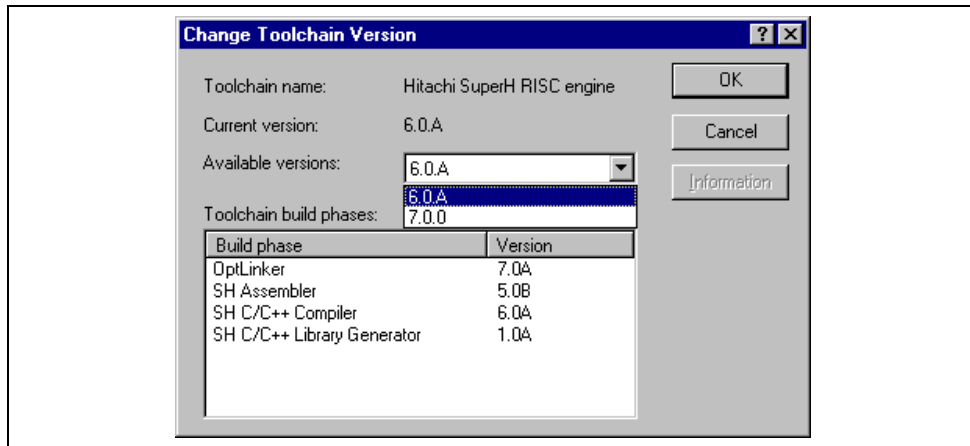 Change Toolchain Version
Toolchain name: Hitachi SuperH RISC engine OK
Current version: 6.0.A Cancel
Available versions: 6.0.A
Information
6.0.A
Toolchain build phases: 7.0.0
Build phase Version
OptLinker 7.0A
SH Assembler 5.0B
SH C/C++ Compiler 6.0A
SH C/C++ Library Generator 1.0A